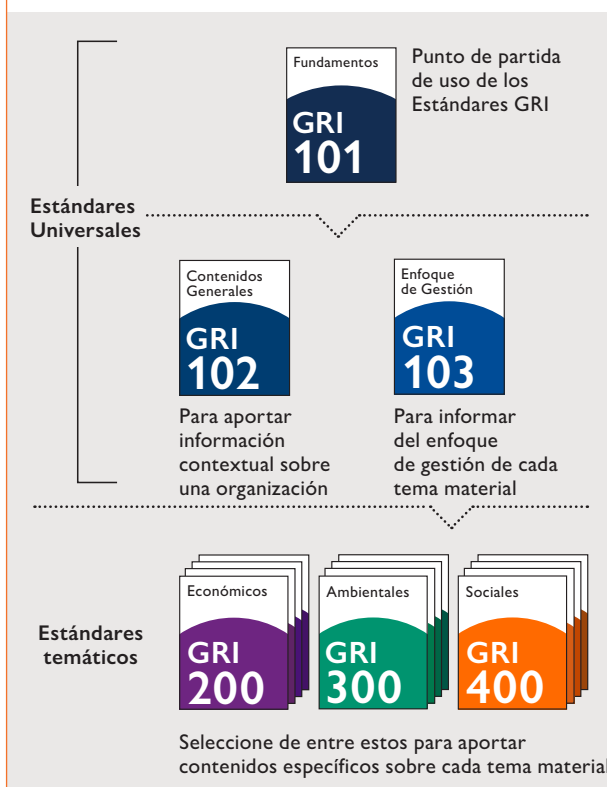 Fundamentos
GRI
101
Punto de partida
de uso de los
Estándares GRI
Estándares
Universales
Contenidos
Generales
GRI
102
Enfoque
de Gestión
GRI
103
Para aportar
información
contextual sobre
una organización
Para informar
del enfoque
de gestión de cada
tema material
Estándares
temáticos
Económicos
GRI
200
Ambientales
GRI
300
Sociales
GRI
400
Seleccione de entre estos para aportar
contenidos específicos sobre cada tema material